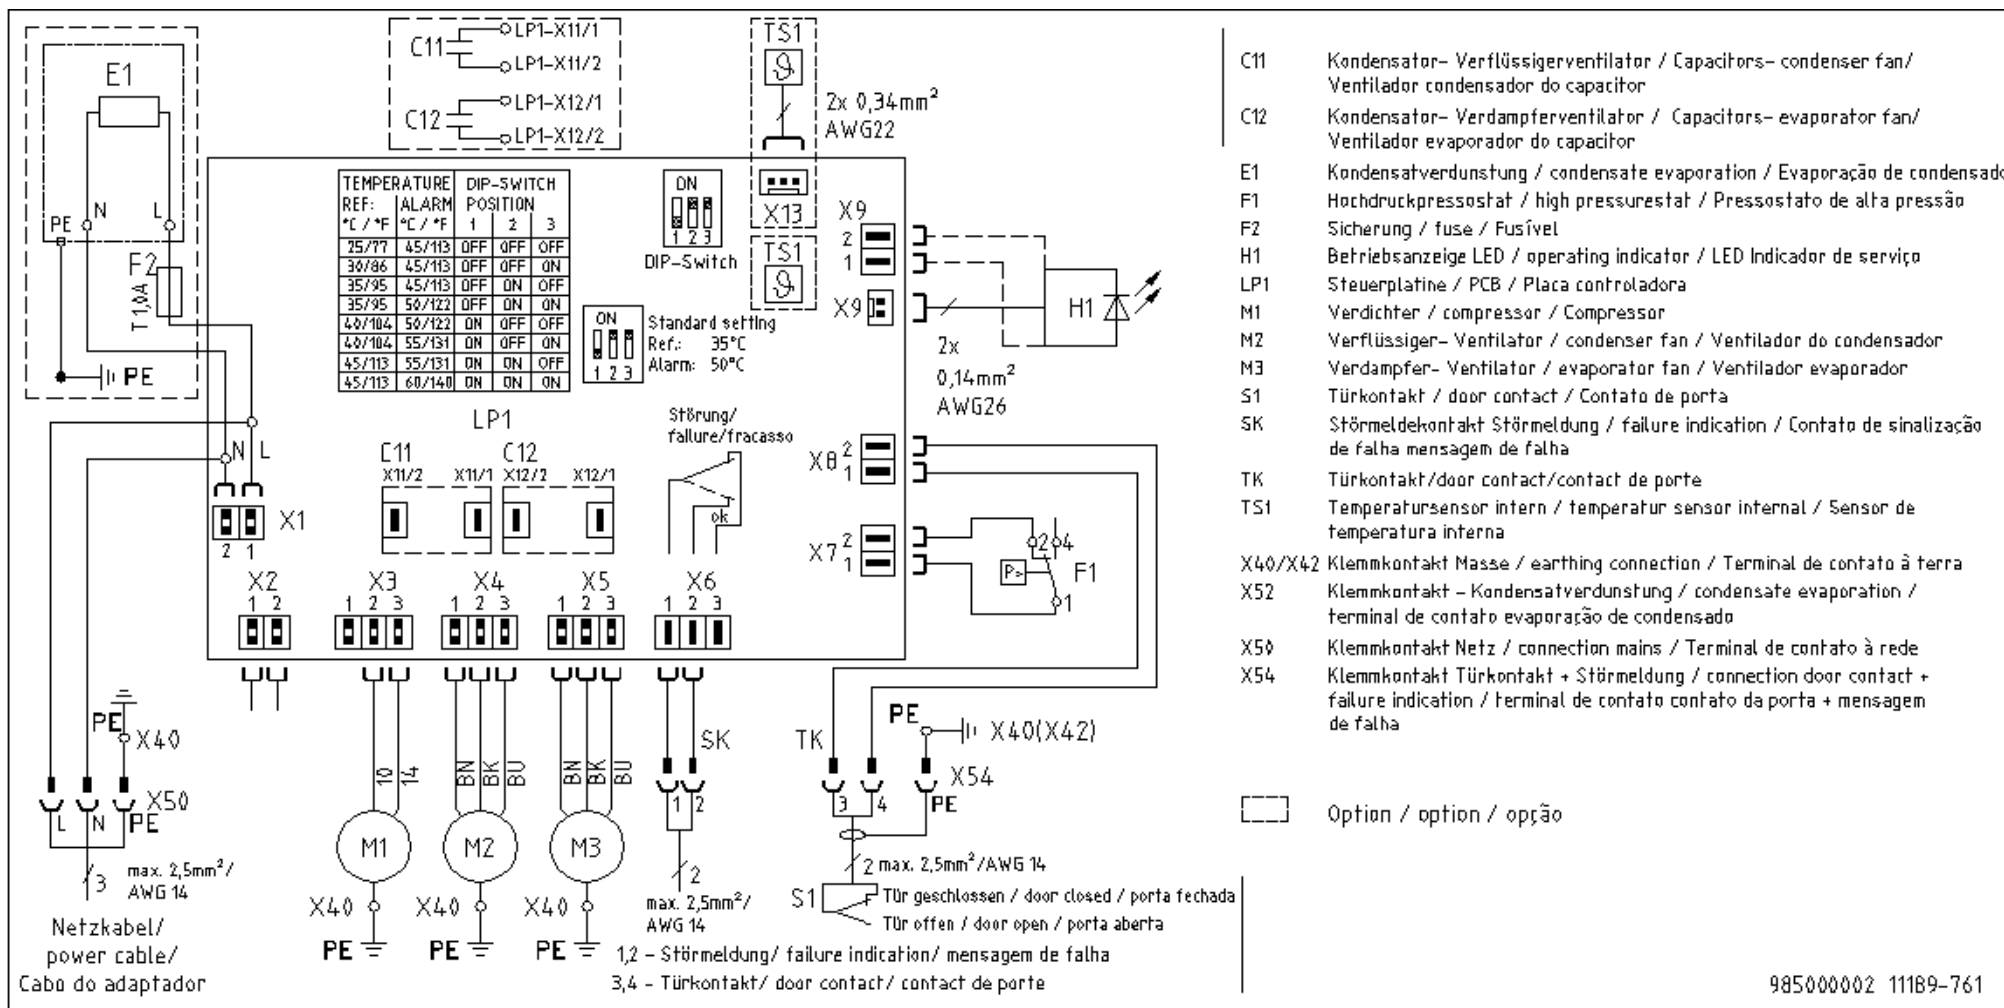 E1
N
L
PE
F2
T 1,0A
PE
C11
LP1-X11/1
LP1-X11/2
C12
LP1-X12/1
LP1-X12/2
TS1
ϑ
2x 0,34mm²
AWG22
X13
TS1
ϑ
TEMPERATURE DIP-SWITCH
REF: ALARM POSITION
°C / °F °C / °F 1 2 3
25/77 45/113 OFF OFF OFF
30/86 45/113 OFF OFF ON
35/95 45/113 OFF ON OFF
35/95 50/122 OFF ON ON
40/104 50/122 ON OFF OFF
40/104 55/131 ON OFF ON
45/113 55/131 ON ON OFF
45/113 60/140 ON ON ON
ON
1 2 3
DIP-Switch
ON
1 2 3
Standard setting
Ref.: 35°C
Alarm: 50°C
X9
2
1
X9
H1
2x
0,14mm²
AWG26
LP1
Störung/
failure/fracasso
ok
C11
X11/2 X11/1
C12
X12/2 X12/1
X8
2
1
X7
2
1
2 4
P>
F1
1
N L
X1
2 1
X2
1 2
X3
1 2 3
X4
1 2 3
X5
1 2 3
X6
1 2 3
PE
X40
X50
L N PE
3
max. 2,5mm²/
AWG 14
Netzkabel/
power cable/
Cabo do adaptador
10 14
M1
X40
PE
BN BK BU
M2
X40
PE
BN BK BU
M3
X40
PE
SK
1 2
2
max. 2,5mm²/
AWG 14
TK
PE
X40(X42)
X54
3 4 PE
2 max. 2,5mm²/AWG 14
S1
Tür geschlossen / door closed / porta fechada
Tür offen / door open / porta aberta
1,2 - Störmeldung/ failure indication/ mensagem de falha
3,4 - Türkontakt/ door contact/ contact de porte
C11 Kondensator- Verflüssigerventilator / Capacitors- condenser fan/
Ventilador condensador do capacitor
C12 Kondensator- Verdampferventilator / Capacitors- evaporator fan/
Ventilador evaporador do capacitor
E1 Kondensatverdunstung / condensate evaporation / Evaporação de condensado
F1 Hochdruckpressostat / high pressurestat / Pressostato de alta pressão
F2 Sicherung / fuse / Fusível
H1 Betriebsanzeige LED / operating indicator / LED Indicador de serviço
LP1 Steuerplatine / PCB / Placa controladora
M1 Verdichter / compressor / Compressor
M2 Verflüssiger- Ventilator / condenser fan / Ventilador do condensador
M3 Verdampfer- Ventilator / evaporator fan / Ventilador evaporador
S1 Türkontakt / door contact / Contato de porta
SK Störmeldekontakt Störmeldung / failure indication / Contato de sinalização
de falha mensagem de falha
TK Türkontakt/door contact/contact de porte
TS1 Temperatursensor intern / temperatur sensor internal / Sensor de
temperatura interna
X40/X42 Klemmkontakt Masse / earthing connection / Terminal de contato à terra
X52 Klemmkontakt - Kondensatverdunstung / condensate evaporation /
terminal de contato evaporação de condensado
X50 Klemmkontakt Netz / connection mains / Terminal de contato à rede
X54 Klemmkontakt Türkontakt + Störmeldung / connection door contact +
failure indication / terminal de contato contato da porta + mensagem
de falha
Option / option / opção
985000002 11189-761